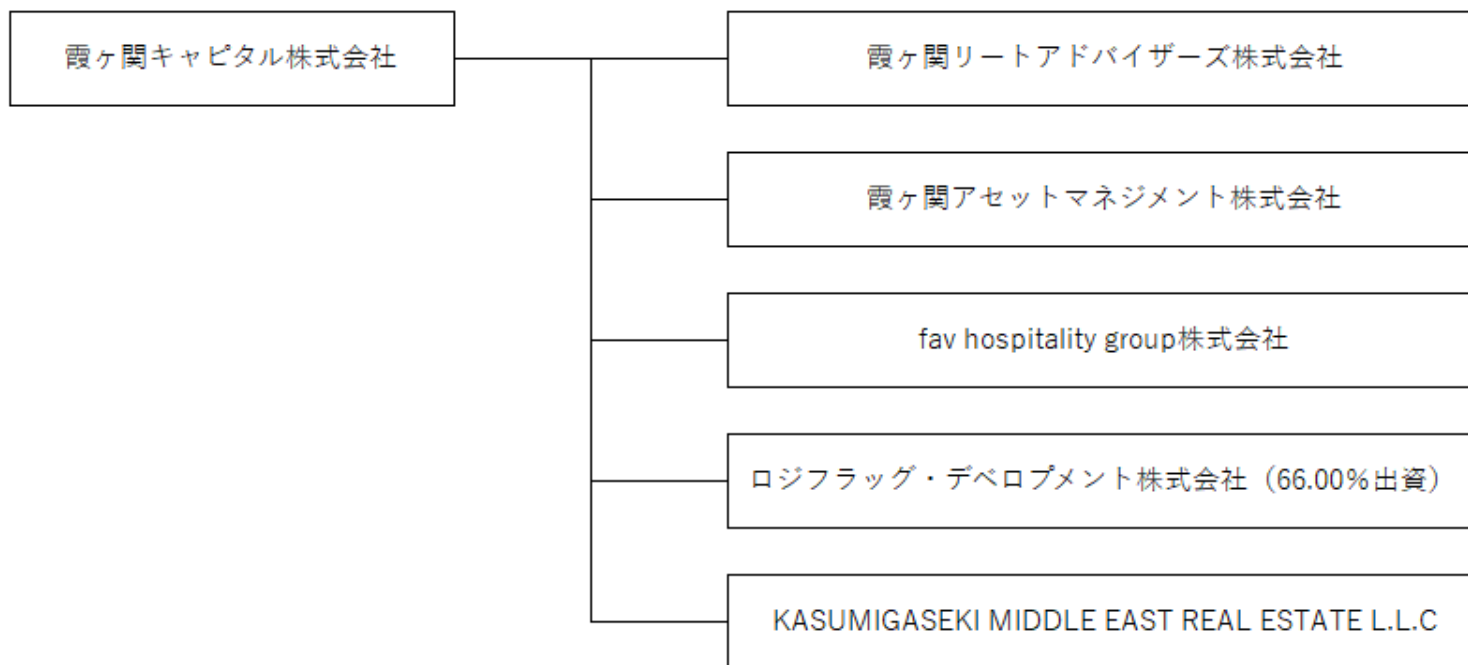 霞ヶ関キャピタル株式会社
霞ヶ関リートアドバイザーズ株式会社
霞ヶ関アセットマネジメント株式会社
fav hospitality group株式会社
ロジフラッグ・デベロプメント株式会社（66.00％出資）
KASUMIGASEKI MIDDLE EAST REAL ESTATE L.L.C